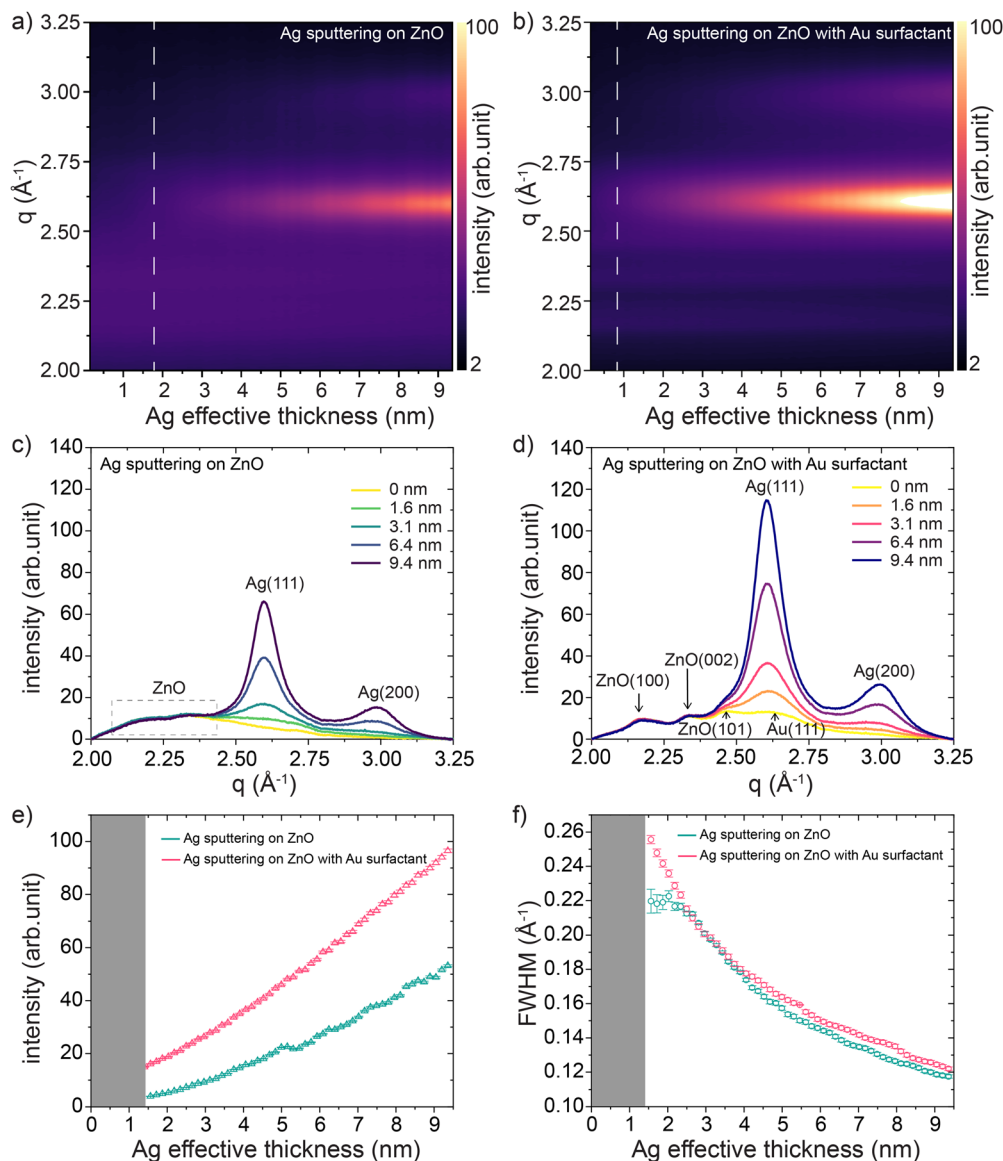 a)
Ag sputtering on ZnO
3.25
3.00
2.75
2.50
2.25
2.00
q (Å⁻¹)
1 2 3 4 5 6 7 8 9
Ag effective thickness (nm)
100
2
intensity (arb.unit)
b)
Ag sputtering on ZnO with Au surfactant
3.25
3.00
2.75
2.50
2.25
2.00
q (Å⁻¹)
1 2 3 4 5 6 7 8 9
Ag effective thickness (nm)
100
2
intensity (arb.unit)
c)
Ag sputtering on ZnO
140
120
100
80
60
40
20
0
intensity (arb.unit)
0 nm
1.6 nm
3.1 nm
6.4 nm
9.4 nm
Ag(111)
ZnO
Ag(200)
2.00 2.25 2.50 2.75 3.00 3.25
q (Å⁻¹)
d)
Ag sputtering on ZnO with Au surfactant
140
120
100
80
60
40
20
0
intensity (arb.unit)
Ag(111)
0 nm
1.6 nm
3.1 nm
6.4 nm
9.4 nm
ZnO(002)
ZnO(100)
Ag(200)
ZnO(101)
Au(111)
2.00 2.25 2.50 2.75 3.00 3.25
q (Å⁻¹)
e)
100
80
60
40
20
0
intensity (arb.unit)
Ag sputtering on ZnO
Ag sputtering on ZnO with Au surfactant
0 1 2 3 4 5 6 7 8 9
Ag effective thickness (nm)
f)
0.26
0.24
0.22
0.20
0.18
0.16
0.14
0.12
0.10
FWHM (Å⁻¹)
Ag sputtering on ZnO
Ag sputtering on ZnO with Au surfactant
0 1 2 3 4 5 6 7 8 9
Ag effective thickness (nm)